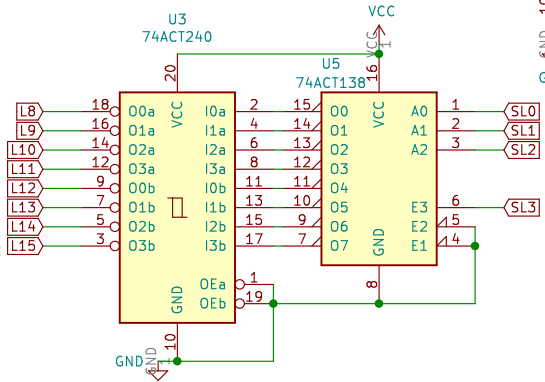 VCC
U3
74ACT240
VCC
1
U5
74ACT138
20
16
L8 18 O0a VCC I0a 2 15 O0 VCC A0 1 SL0
L9 16 O1a I1a 4 14 O1 A1 2 SL1
L10 14 O2a I2a 6 13 O2 A2 3 SL2
L11 12 O3a I3a 8 12 O3
L12 9 O0b I0b 11 11 O4
L13 7 O1b I1b 13 10 O5 E3 6 SL3
L14 5 O2b I2b 15 9 O6 E2 5
L15 3 O3b I3b 17 7 O7 GND E1 4
OEa 1
GND OEb 19
8
10
GND GND
1